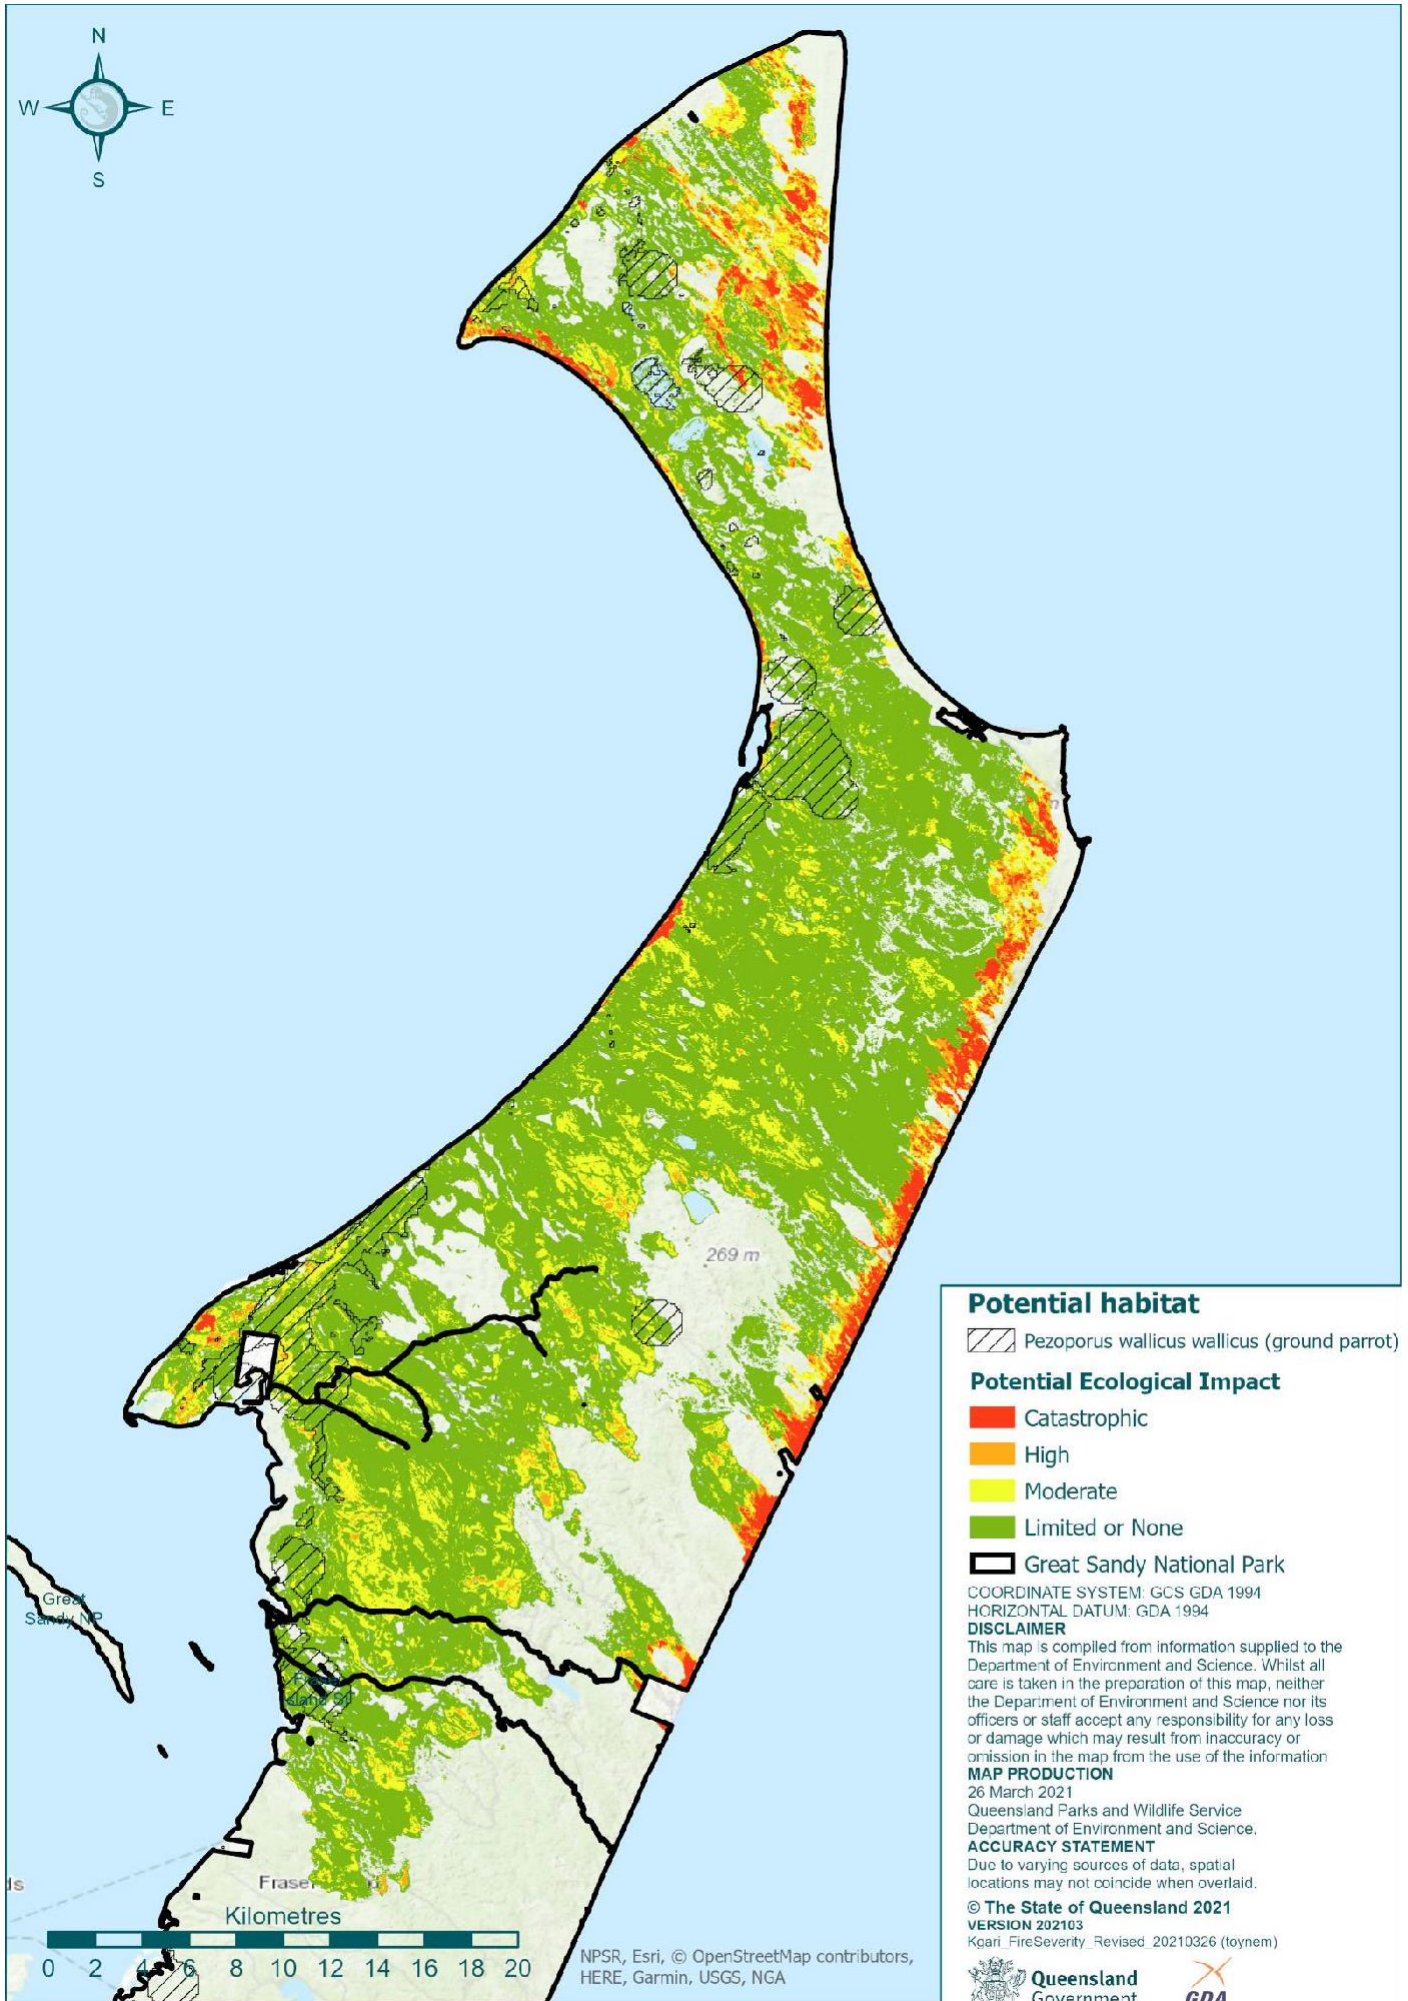 N
W
E
S
269 m
Great
Sandy NP
Fraser
Kilometres
0 2 4 6 8 10 12 14 16 18 20
NPSR, Esri, © OpenStreetMap contributors,
HERE, Garmin, USGS, NGA
Potential habitat
Pezoporus wallicus wallicus (ground parrot)
Potential Ecological Impact
Catastrophic
High
Moderate
Limited or None
Great Sandy National Park
COORDINATE SYSTEM: GCS GDA 1994
HORIZONTAL DATUM: GDA 1994
DISCLAIMER
This map is compiled from information supplied to the
Department of Environment and Science. Whilst all
care is taken in the preparation of this map, neither
the Department of Environment and Science nor its
officers or staff accept any responsibility for any loss
or damage which may result from inaccuracy or
omission in the map from the use of the information
MAP PRODUCTION
26 March 2021
Queensland Parks and Wildlife Service
Department of Environment and Science.
ACCURACY STATEMENT
Due to varying sources of data, spatial
locations may not coincide when overlaid.
© The State of Queensland 2021
VERSION 202103
Kgari_FireSeverity_Revised_20210326 (toynem)
Queensland
Government
GDA